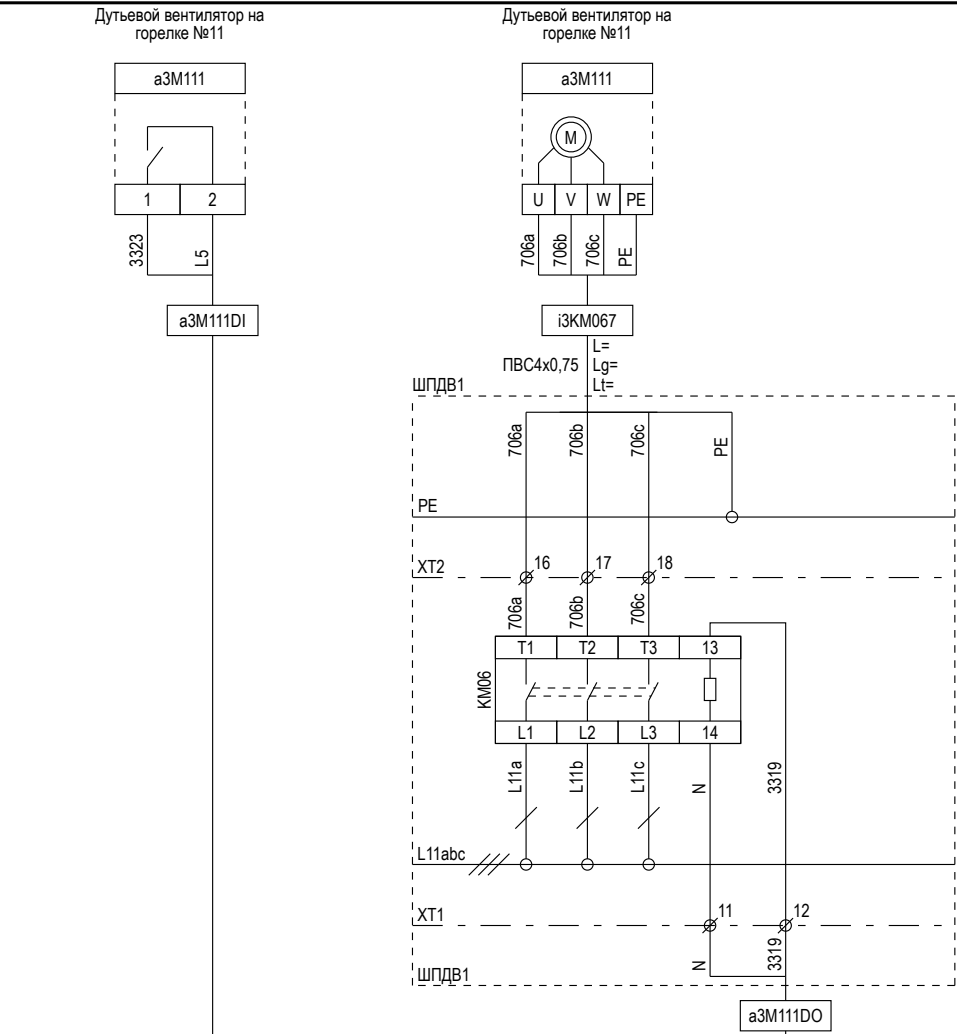 Дутьевой вентилятор на
горелке №11
а3М111
1 2
3323
L5
а3М111DI
Дутьевой вентилятор на
горелке №11
а3М111
M
U V W PE
706a
706b
706c
PE
i3КМ067
ПВС4х0,75
L=
Lg=
Lt=
ШПДВ1
706a
706b
706c
PE
PE
XT2
16
17
18
706a
706b
706c
T1 T2 T3 13
KM06
L1 L2 L3 14
L11a
L11b
L11c
N
3319
L11abc
XT1
11
12
N
3319
ШПДВ1
а3М111DO